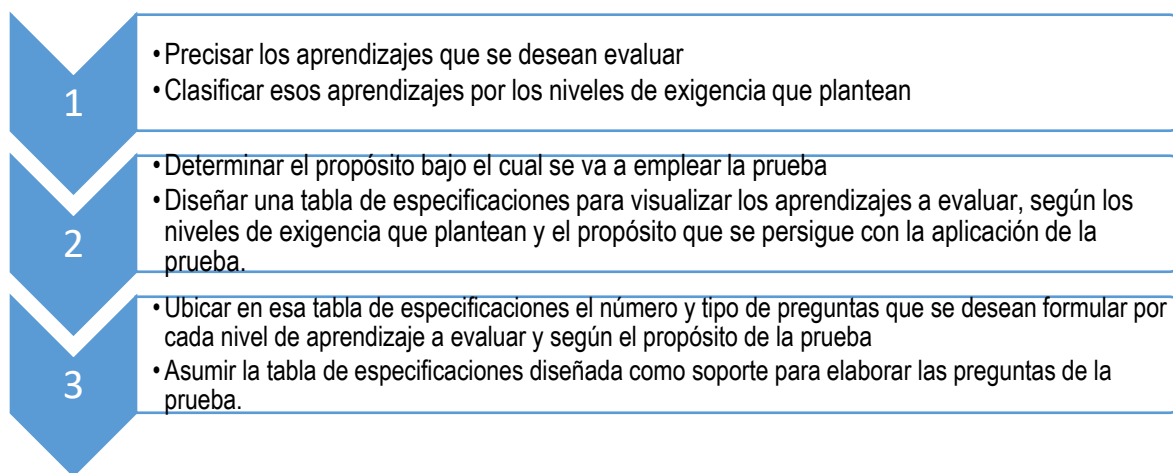 1
•Precisar los aprendizajes que se desean evaluar
•Clasificar esos aprendizajes por los niveles de exigencia que plantean
2
•Determinar el propósito bajo el cual se va a emplear la prueba
•Diseñar una tabla de especificaciones para visualizar los aprendizajes a evaluar, según los
niveles de exigencia que plantean y el propósito que se persigue con la aplicación de la
prueba.
3
•Ubicar en esa tabla de especificaciones el número y tipo de preguntas que se desean formular por
cada nivel de aprendizaje a evaluar y según el propósito de la prueba
•Asumir la tabla de especificaciones diseñada como soporte para elaborar las preguntas de la
prueba.